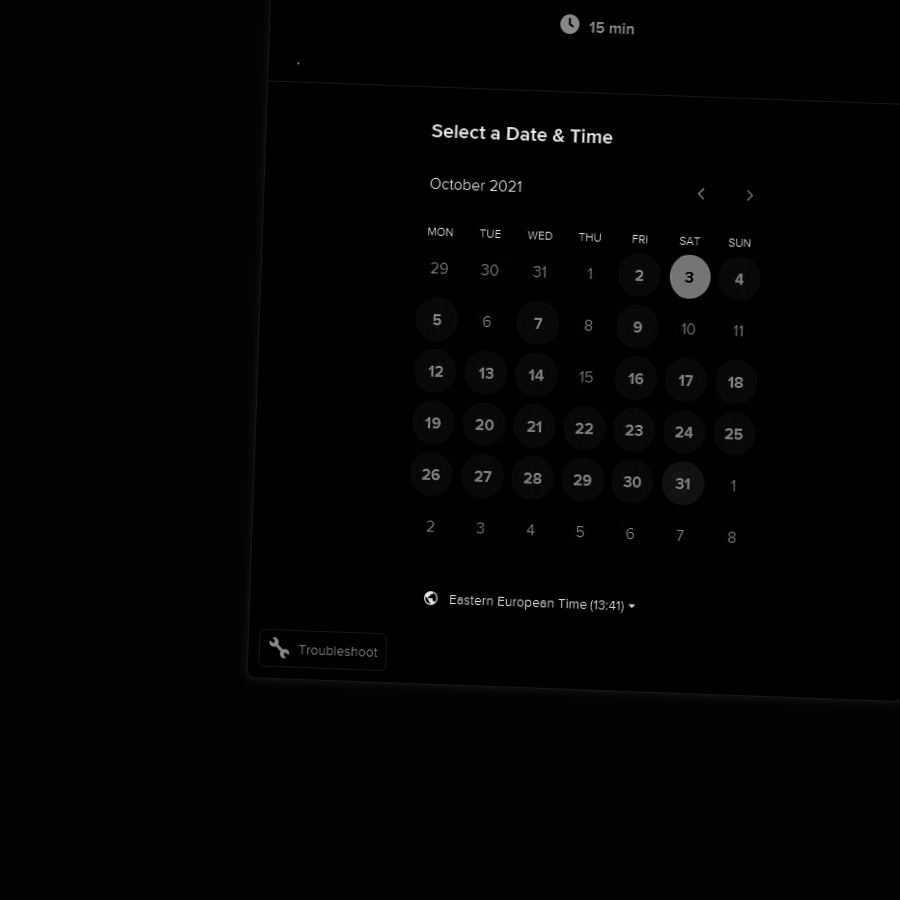 15 min
Select a Date & Time
October 2021
MON TUE WED THU FRI SAT SUN
29 30 31 1 2 3 4
5 6 7 8 9 10 11
12 13 14 15 16 17 18
19 20 21 22 23 24 25
26 27 28 29 30 31 1
2 3 4 5 6 7 8
Eastern European Time (13:41)
Troubleshoot